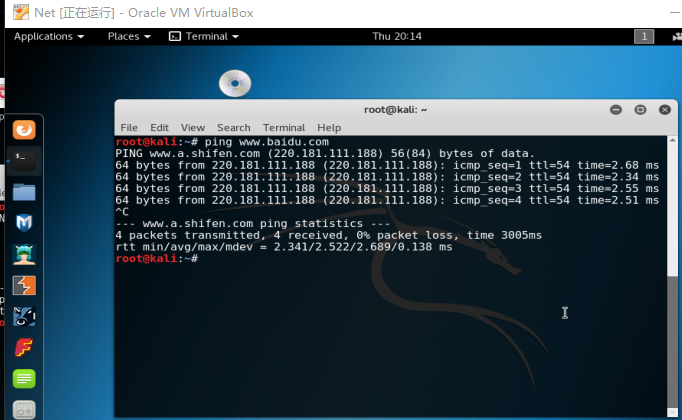 Net [正在运行] - Oracle VM VirtualBox
Applications Places Terminal Thu 20:14 1
root@kali: ~
File Edit View Search Terminal Help
root@kali:~# ping www.baidu.com
PING www.a.shifen.com (220.181.111.188) 56(84) bytes of data.
64 bytes from 220.181.111.188 (220.181.111.188): icmp_seq=1 ttl=54 time=2.68 ms
64 bytes from 220.181.111.188 (220.181.111.188): icmp_seq=2 ttl=54 time=2.34 ms
64 bytes from 220.181.111.188 (220.181.111.188): icmp_seq=3 ttl=54 time=2.55 ms
64 bytes from 220.181.111.188 (220.181.111.188): icmp_seq=4 ttl=54 time=2.51 ms
^C
--- www.a.shifen.com ping statistics ---
4 packets transmitted, 4 received, 0% packet loss, time 3005ms
rtt min/avg/max/mdev = 2.341/2.522/2.689/0.138 ms
root@kali:~#